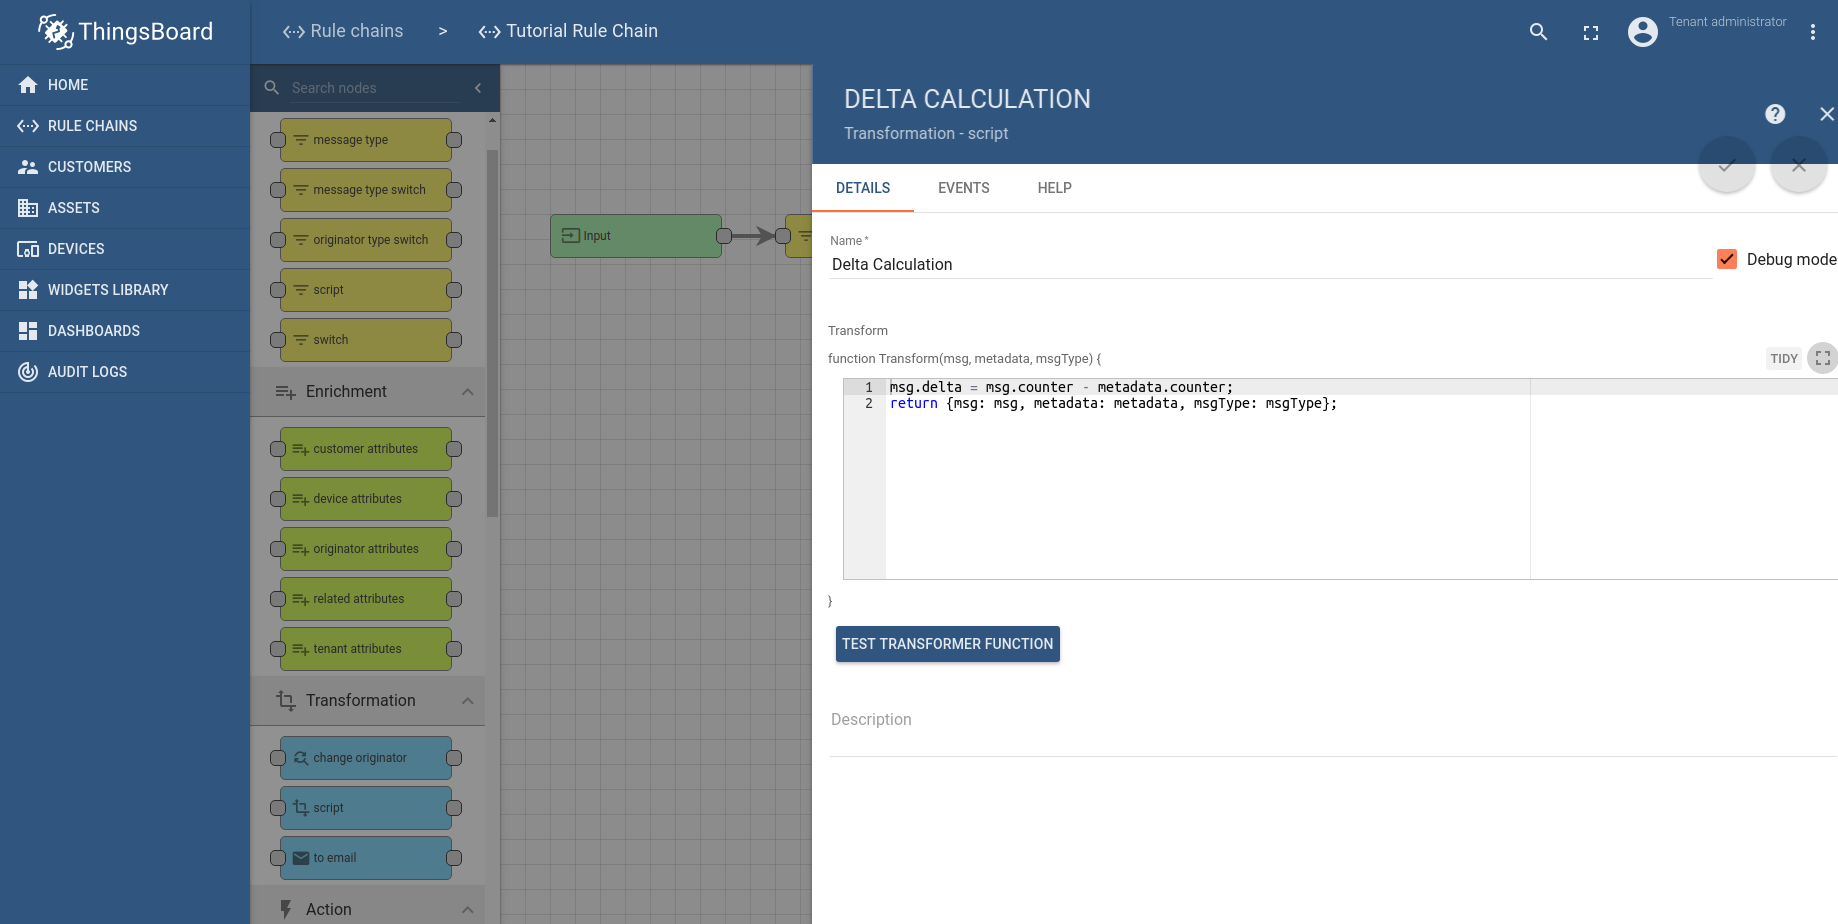 ThingsBoard
Rule chains > Tutorial Rule Chain
Tenant administrator
HOME
RULE CHAINS
CUSTOMERS
ASSETS
DEVICES
WIDGETS LIBRARY
DASHBOARDS
AUDIT LOGS
Search nodes
message type
message type switch
originator type switch
script
switch
Enrichment
customer attributes
device attributes
originator attributes
related attributes
tenant attributes
Transformation
change originator
script
to email
Action
Input
DELTA CALCULATION
Transformation - script
DETAILS EVENTS HELP
Name *
Delta Calculation
Debug mode
Transform
function Transform(msg, metadata, msgType) {
TIDY
1 msg.delta = msg.counter - metadata.counter;
2 return {msg: msg, metadata: metadata, msgType: msgType};
}
TEST TRANSFORMER FUNCTION
Description